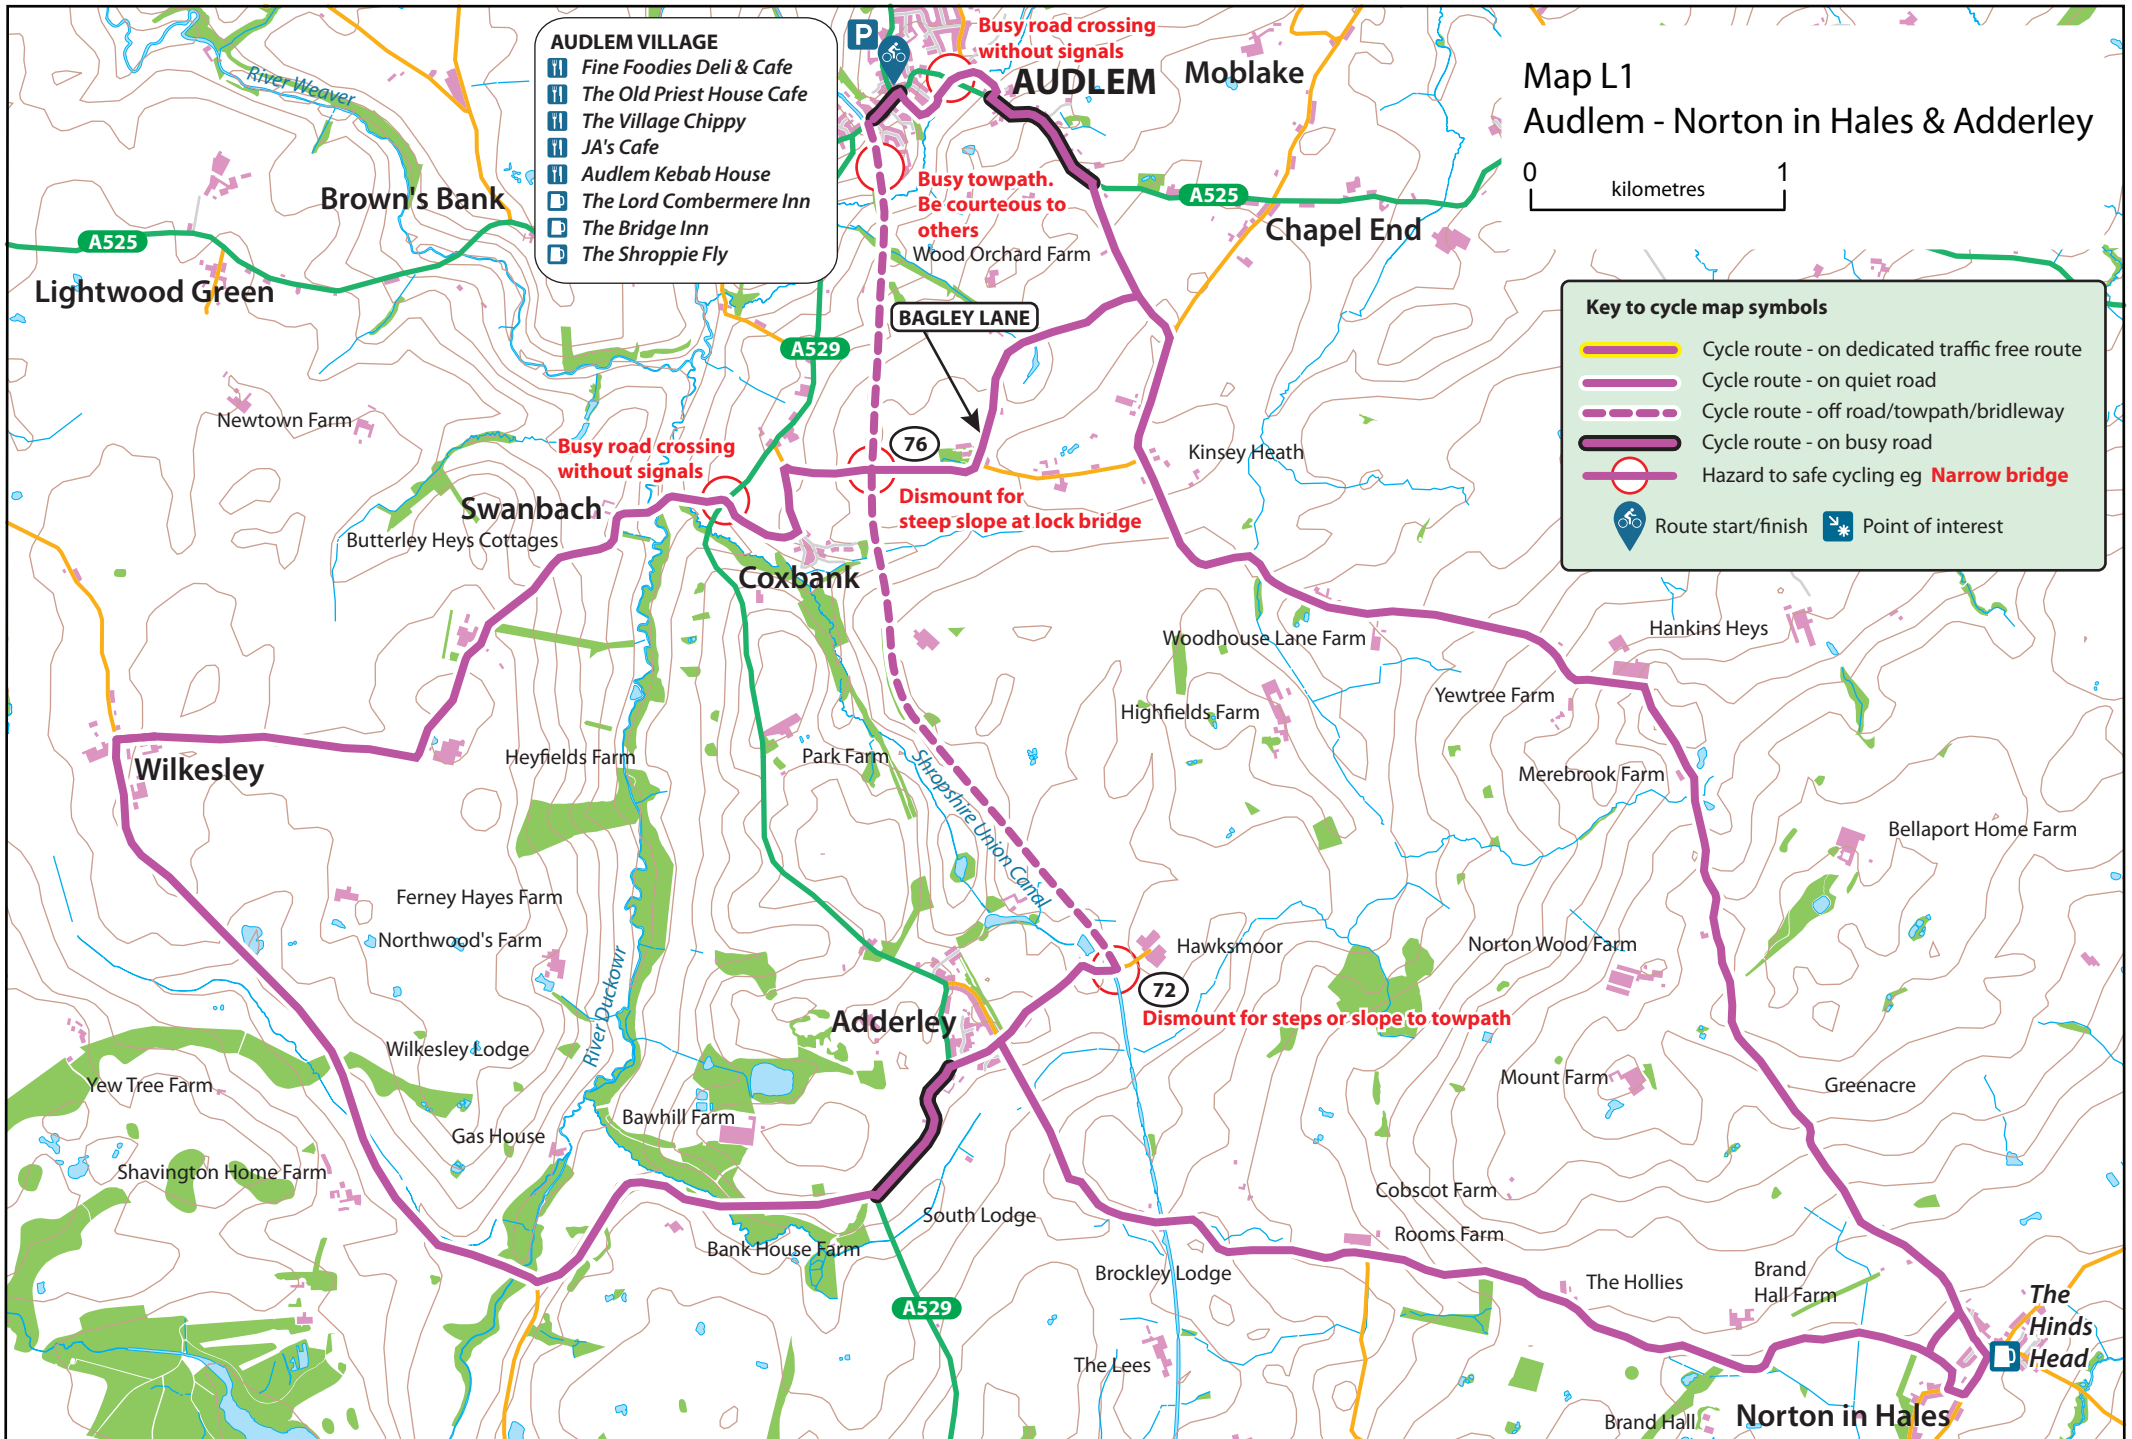 AUDLEM VILLAGE
Fine Foodies Deli & Cafe
The Old Priest House Cafe
The Village Chippy
JA's Cafe
Audlem Kebab House
The Lord Combermere Inn
The Bridge Inn
The Shroppie Fly
P
Busy road crossing
without signals
AUDLEM
Moblake
Map L1
Audlem - Norton in Hales & Adderley
0 1
kilometres
River Weaver
Brown's Bank
A525
Lightwood Green
Busy towpath.
Be courteous to
others
A525
Chapel End
Wood Orchard Farm
BAGLEY LANE
A529
Key to cycle map symbols
Cycle route - on dedicated traffic free route
Cycle route - on quiet road
Cycle route - off road/towpath/bridleway
Cycle route - on busy road
Hazard to safe cycling eg Narrow bridge
Route start/finish
Point of interest
Newtown Farm
Busy road crossing
without signals
76
Kinsey Heath
Swanbach
Dismount for
steep slope at lock bridge
Butterley Heys Cottages
Coxbank
Woodhouse Lane Farm
Hankins Heys
Yewtree Farm
Highfields Farm
Wilkesley
Heyfields Farm
Park Farm
Shropshire Union Canal
Merebrook Farm
Bellaport Home Farm
Ferney Hayes Farm
Northwood's Farm
Hawksmoor
Norton Wood Farm
72
Dismount for steps or slope to towpath
River Duckowr
Adderley
Wilkesley Lodge
Yew Tree Farm
Mount Farm
Greenacre
Bawhill Farm
Gas House
Shavington Home Farm
Cobscot Farm
South Lodge
Rooms Farm
Bank House Farm
Brockley Lodge
The Hollies
Brand
Hall Farm
A529
The
Hinds
Head
The Lees
Brand Hall
Norton in Hales